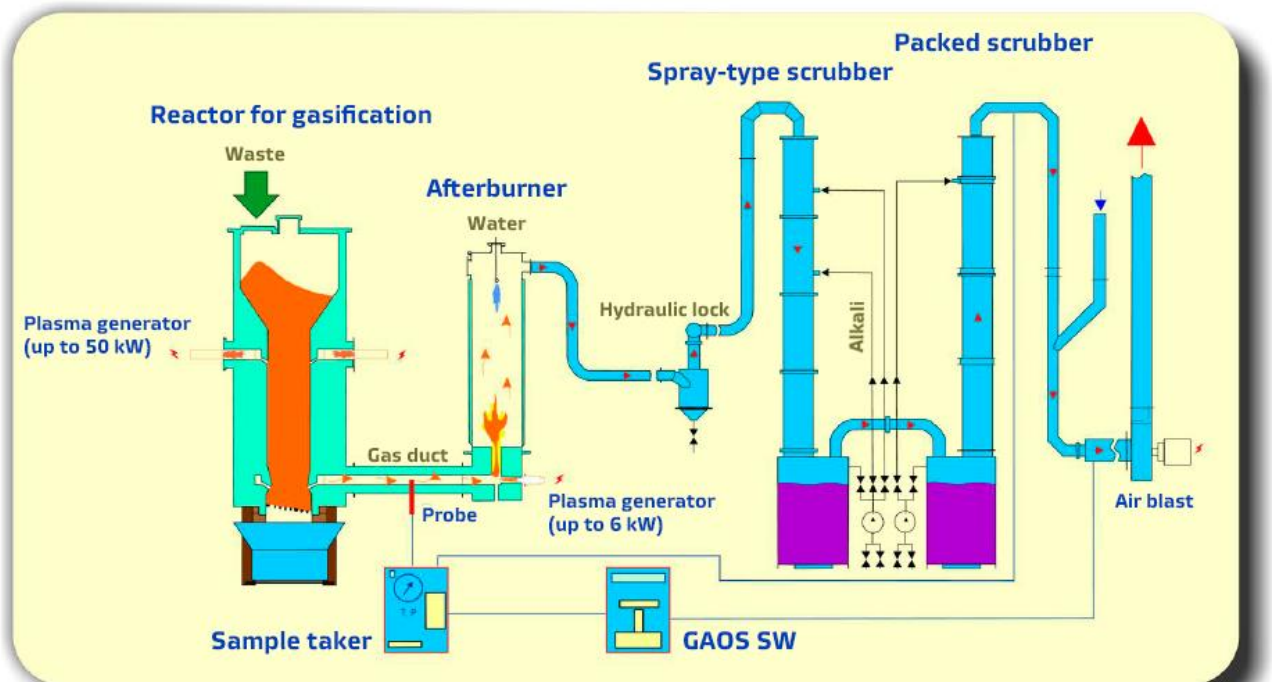 Packed scrubber
Spray-type scrubber
Reactor for gasification
Waste
Afterburner
Water
Hydraulic lock
Alkali
Plasma generator
(up to 50 kW)
Gas duct
Probe
Plasma generator
(up to 6 kW)
Air blast
T P
Sample taker
GAOS SW